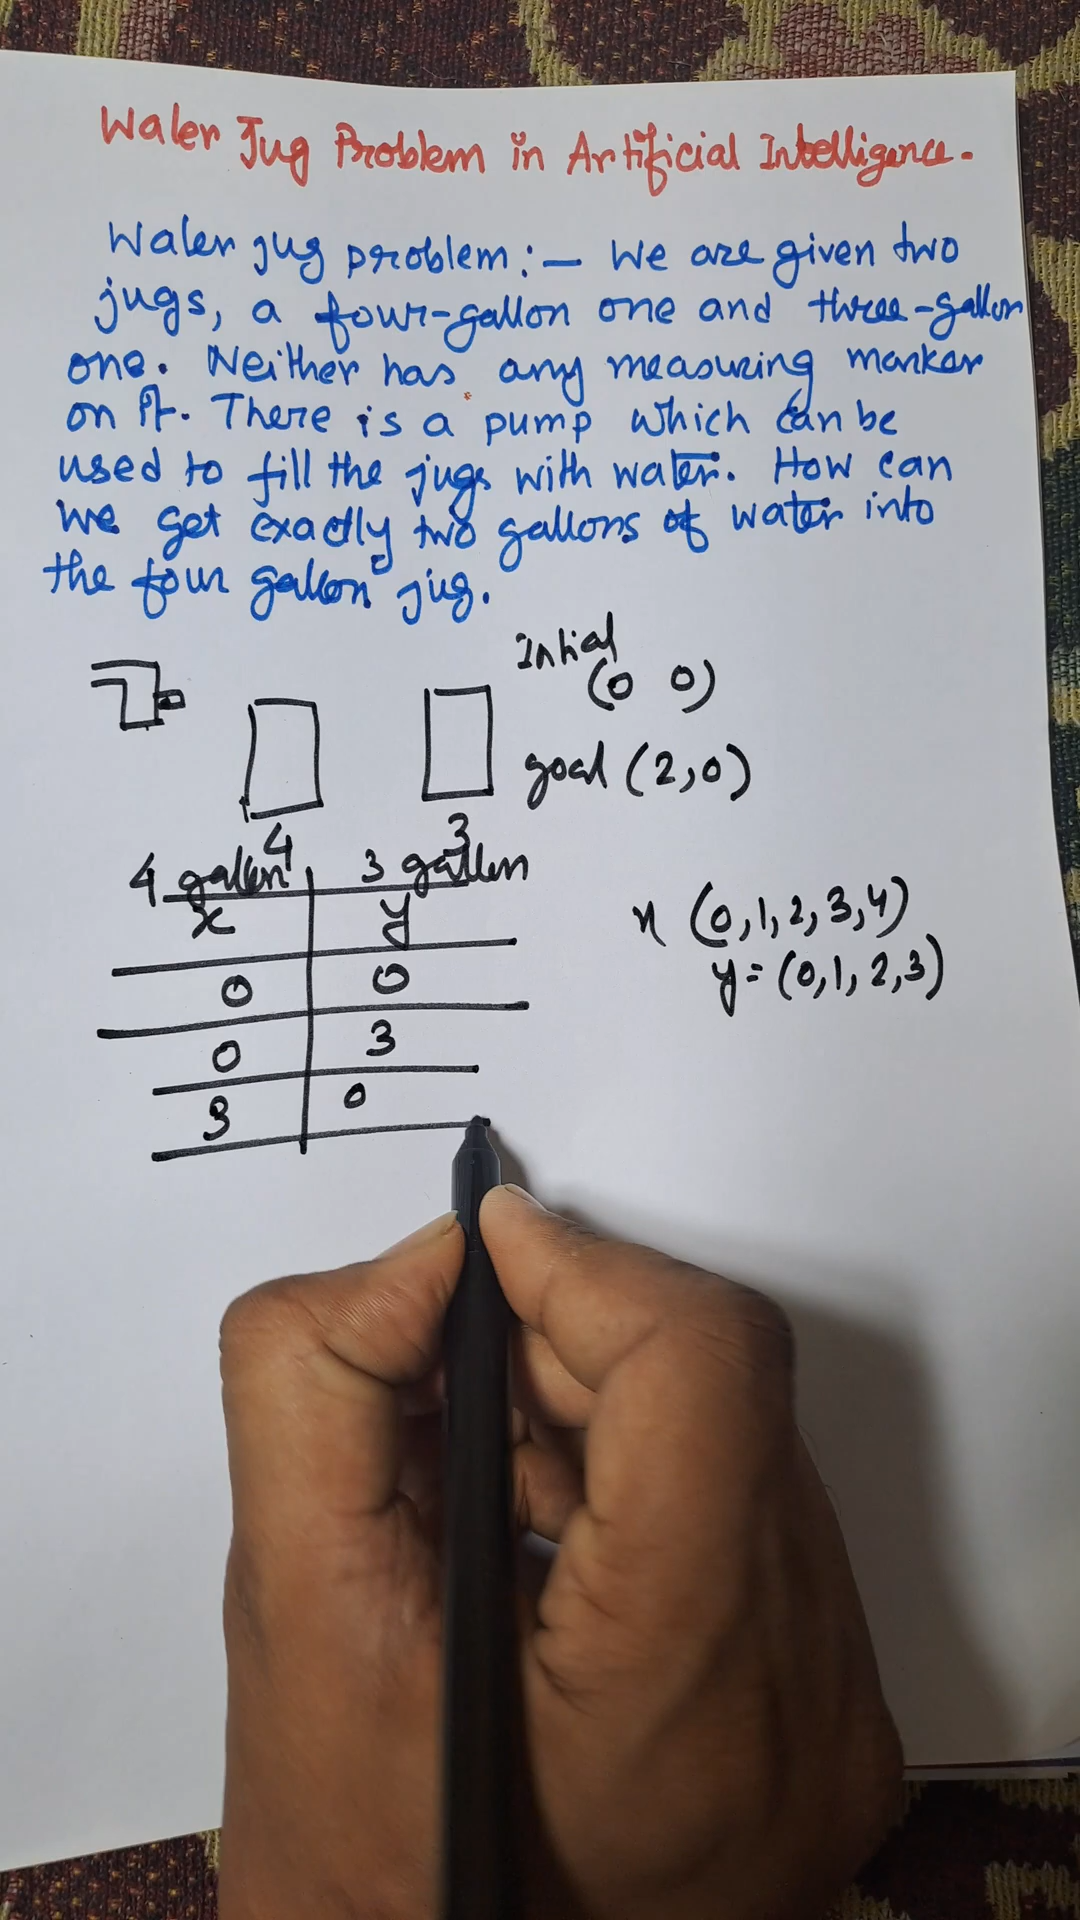 Water Jug Problem in Artificial Intelligence.
Water jug problem:- We are given two
jugs, a four-gallon one and three-gallon
one. Neither has any measuring marker
on it. There is a pump which can be
used to fill the jugs with water. How can
we get exactly two gallons of water into
the four gallon jug.
Intial
(0 0)
goal (2,0)
4 3
4 gallon 3 gallon
x y
0 0
0 3
3 0
x (0,1,2,3,4)
y=(0,1,2,3)